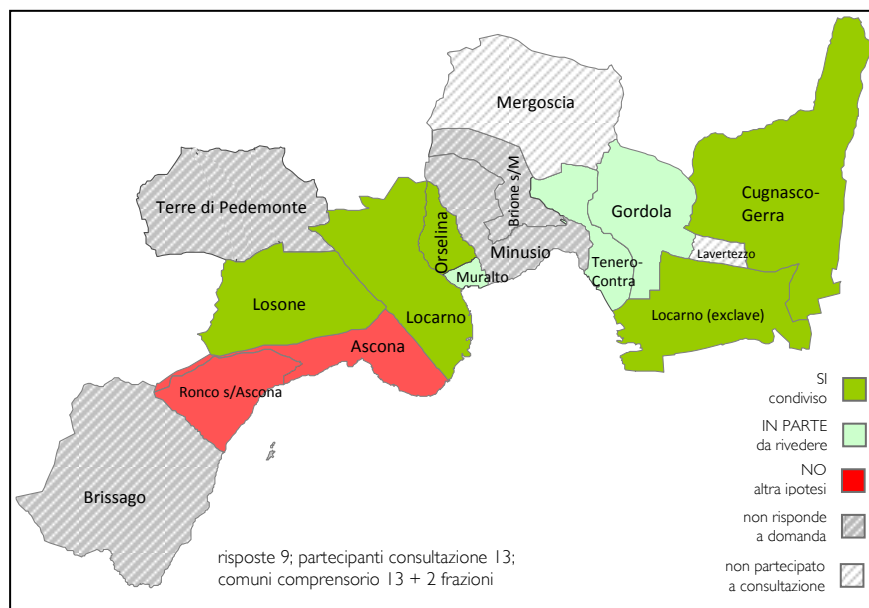 Mergoscia
Terre di Pedemonte
Orselina
Brione s/M
Gordola
Cugnasco-
Gerra
Minusio
Lavertezzo
Muralto
Tenero-
Contra
Losone
Locarno
Locarno (exclave)
Ascona
Ronco s/Ascona
Brissago
SI
condiviso
IN PARTE
da rivedere
NO
altra ipotesi
non risponde
a domanda
non partecipato
a consultazione
risposte 9; partecipanti consultazione 13;
comuni comprensorio 13 + 2 frazioni